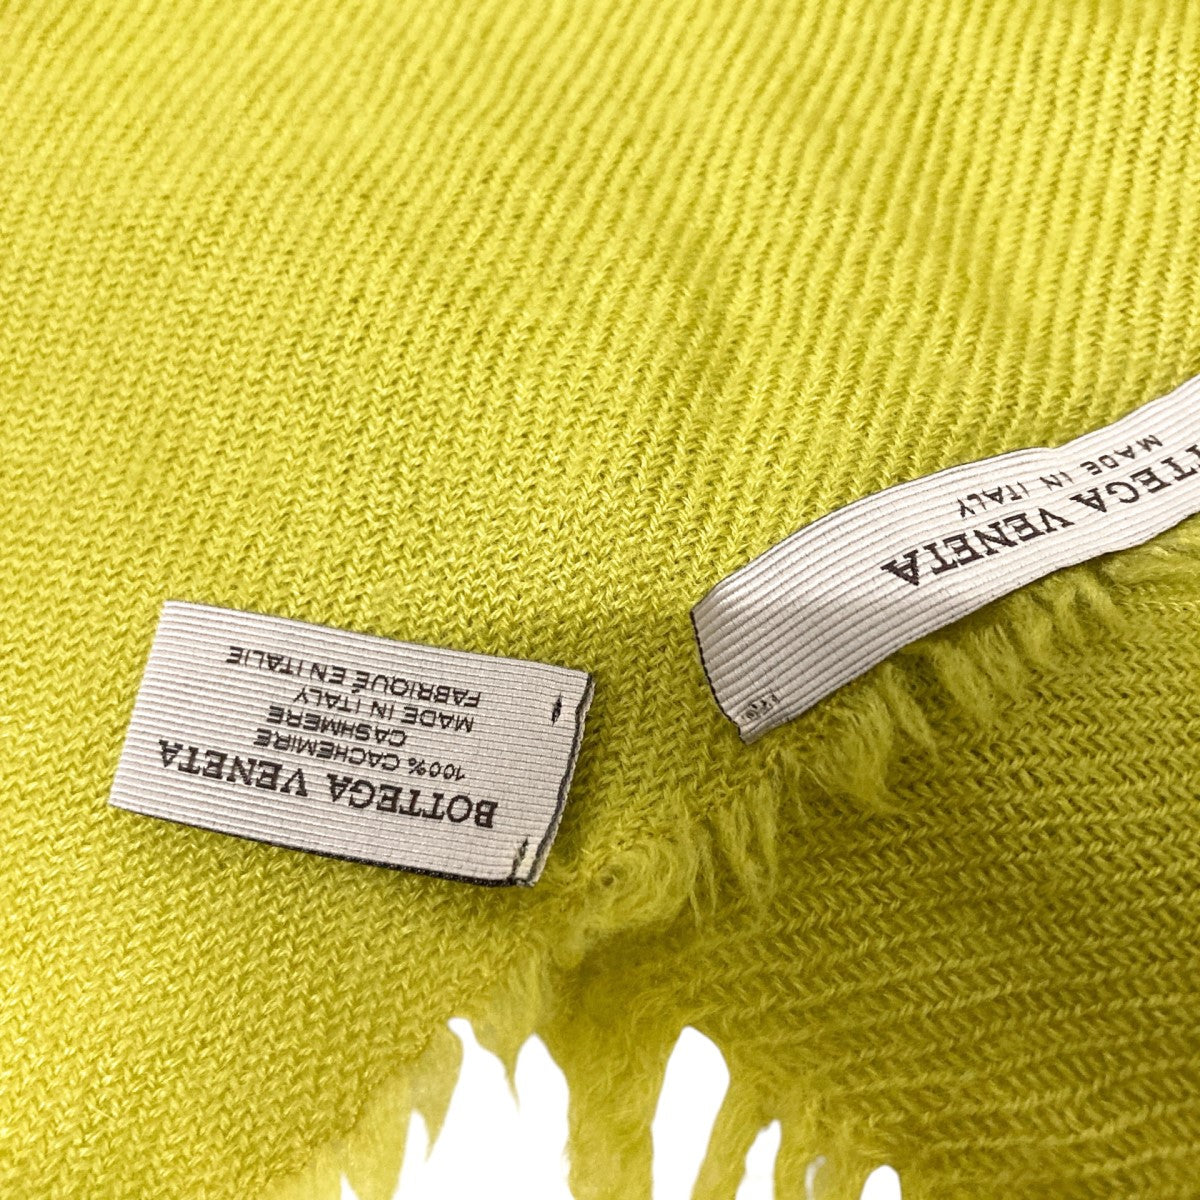 BOTTEGA VENETA
100% CACHEMIRE
CASHMERE
MADE IN ITALY
FABRIQUÉ EN ITALIE
BOTTEGA VENETA
MADE IN ITALY